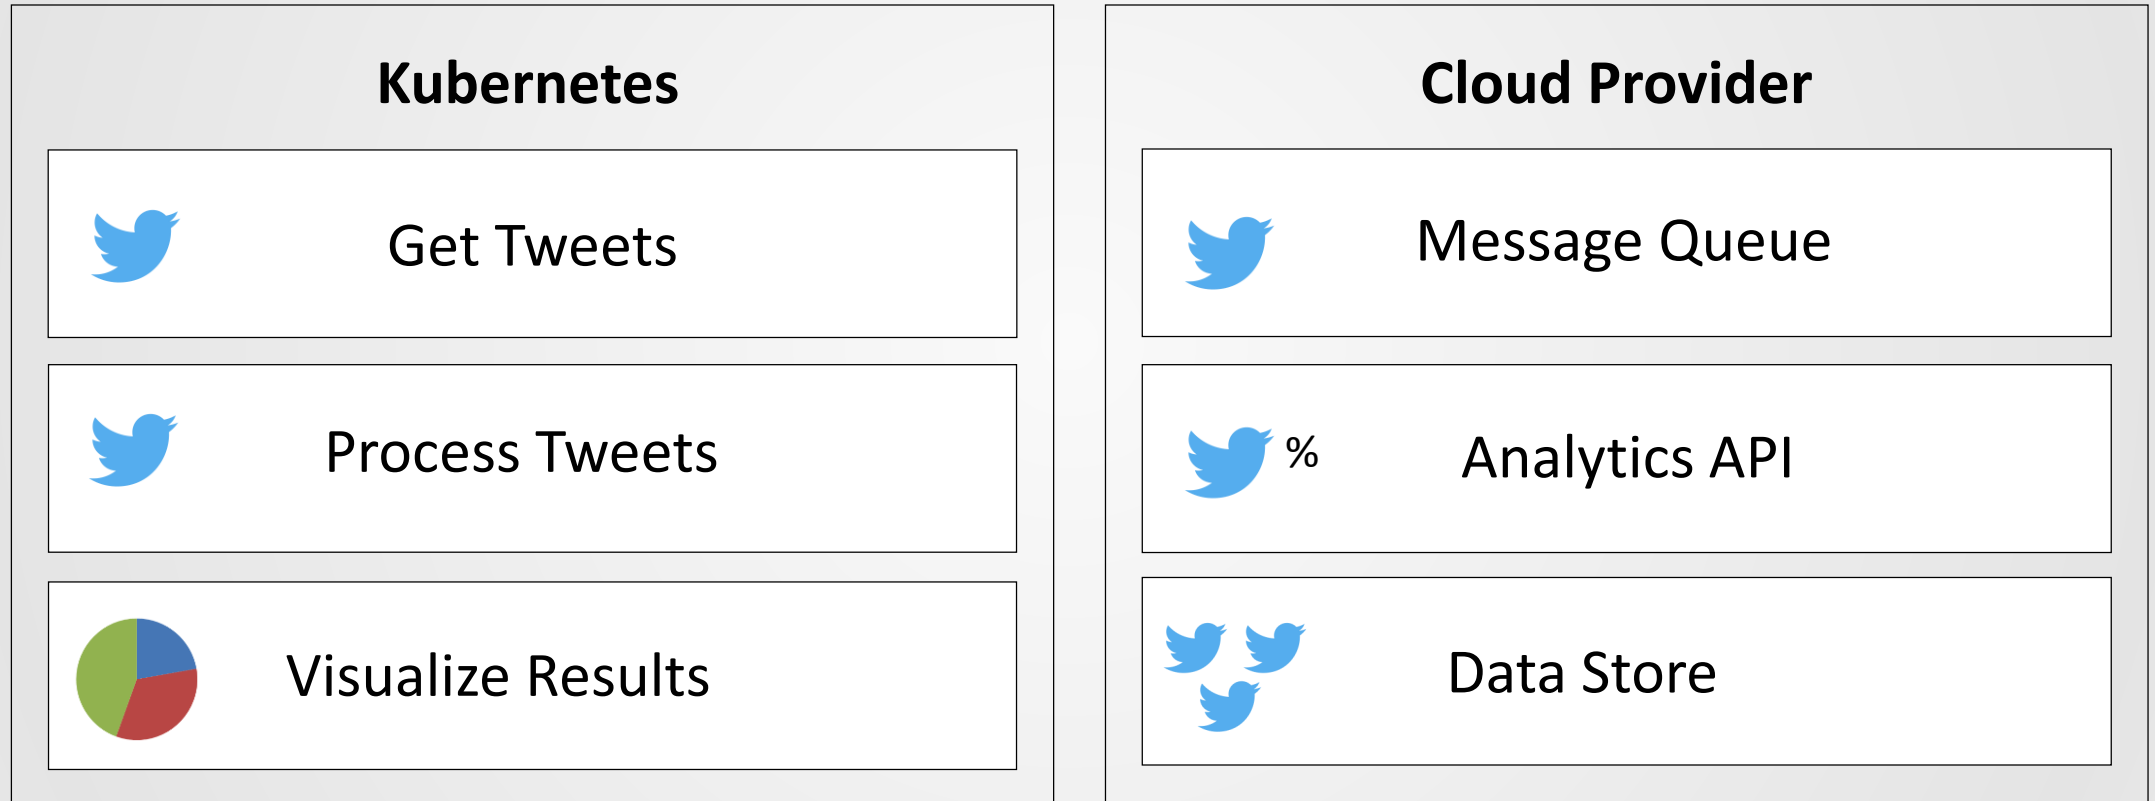 Kubernetes
Get Tweets
Process Tweets
Visualize Results
Cloud Provider
Message Queue
% Analytics API
Data Store